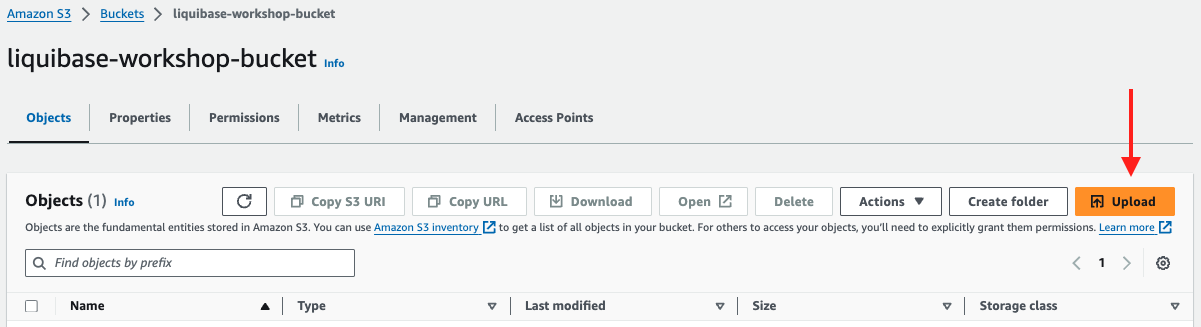 Amazon S3 > Buckets > liquibase-workshop-bucket
liquibase-workshop-bucket Info
Objects Properties Permissions Metrics Management Access Points
Objects (1) Info Copy S3 URI Copy URL Download Open Delete Actions Create folder Upload
Objects are the fundamental entities stored in Amazon S3. You can use Amazon S3 inventory to get a list of all objects in your bucket. For others to access your objects, you'll need to explicitly grant them permissions. Learn more
Find objects by prefix 1
Name Type Last modified Size Storage class